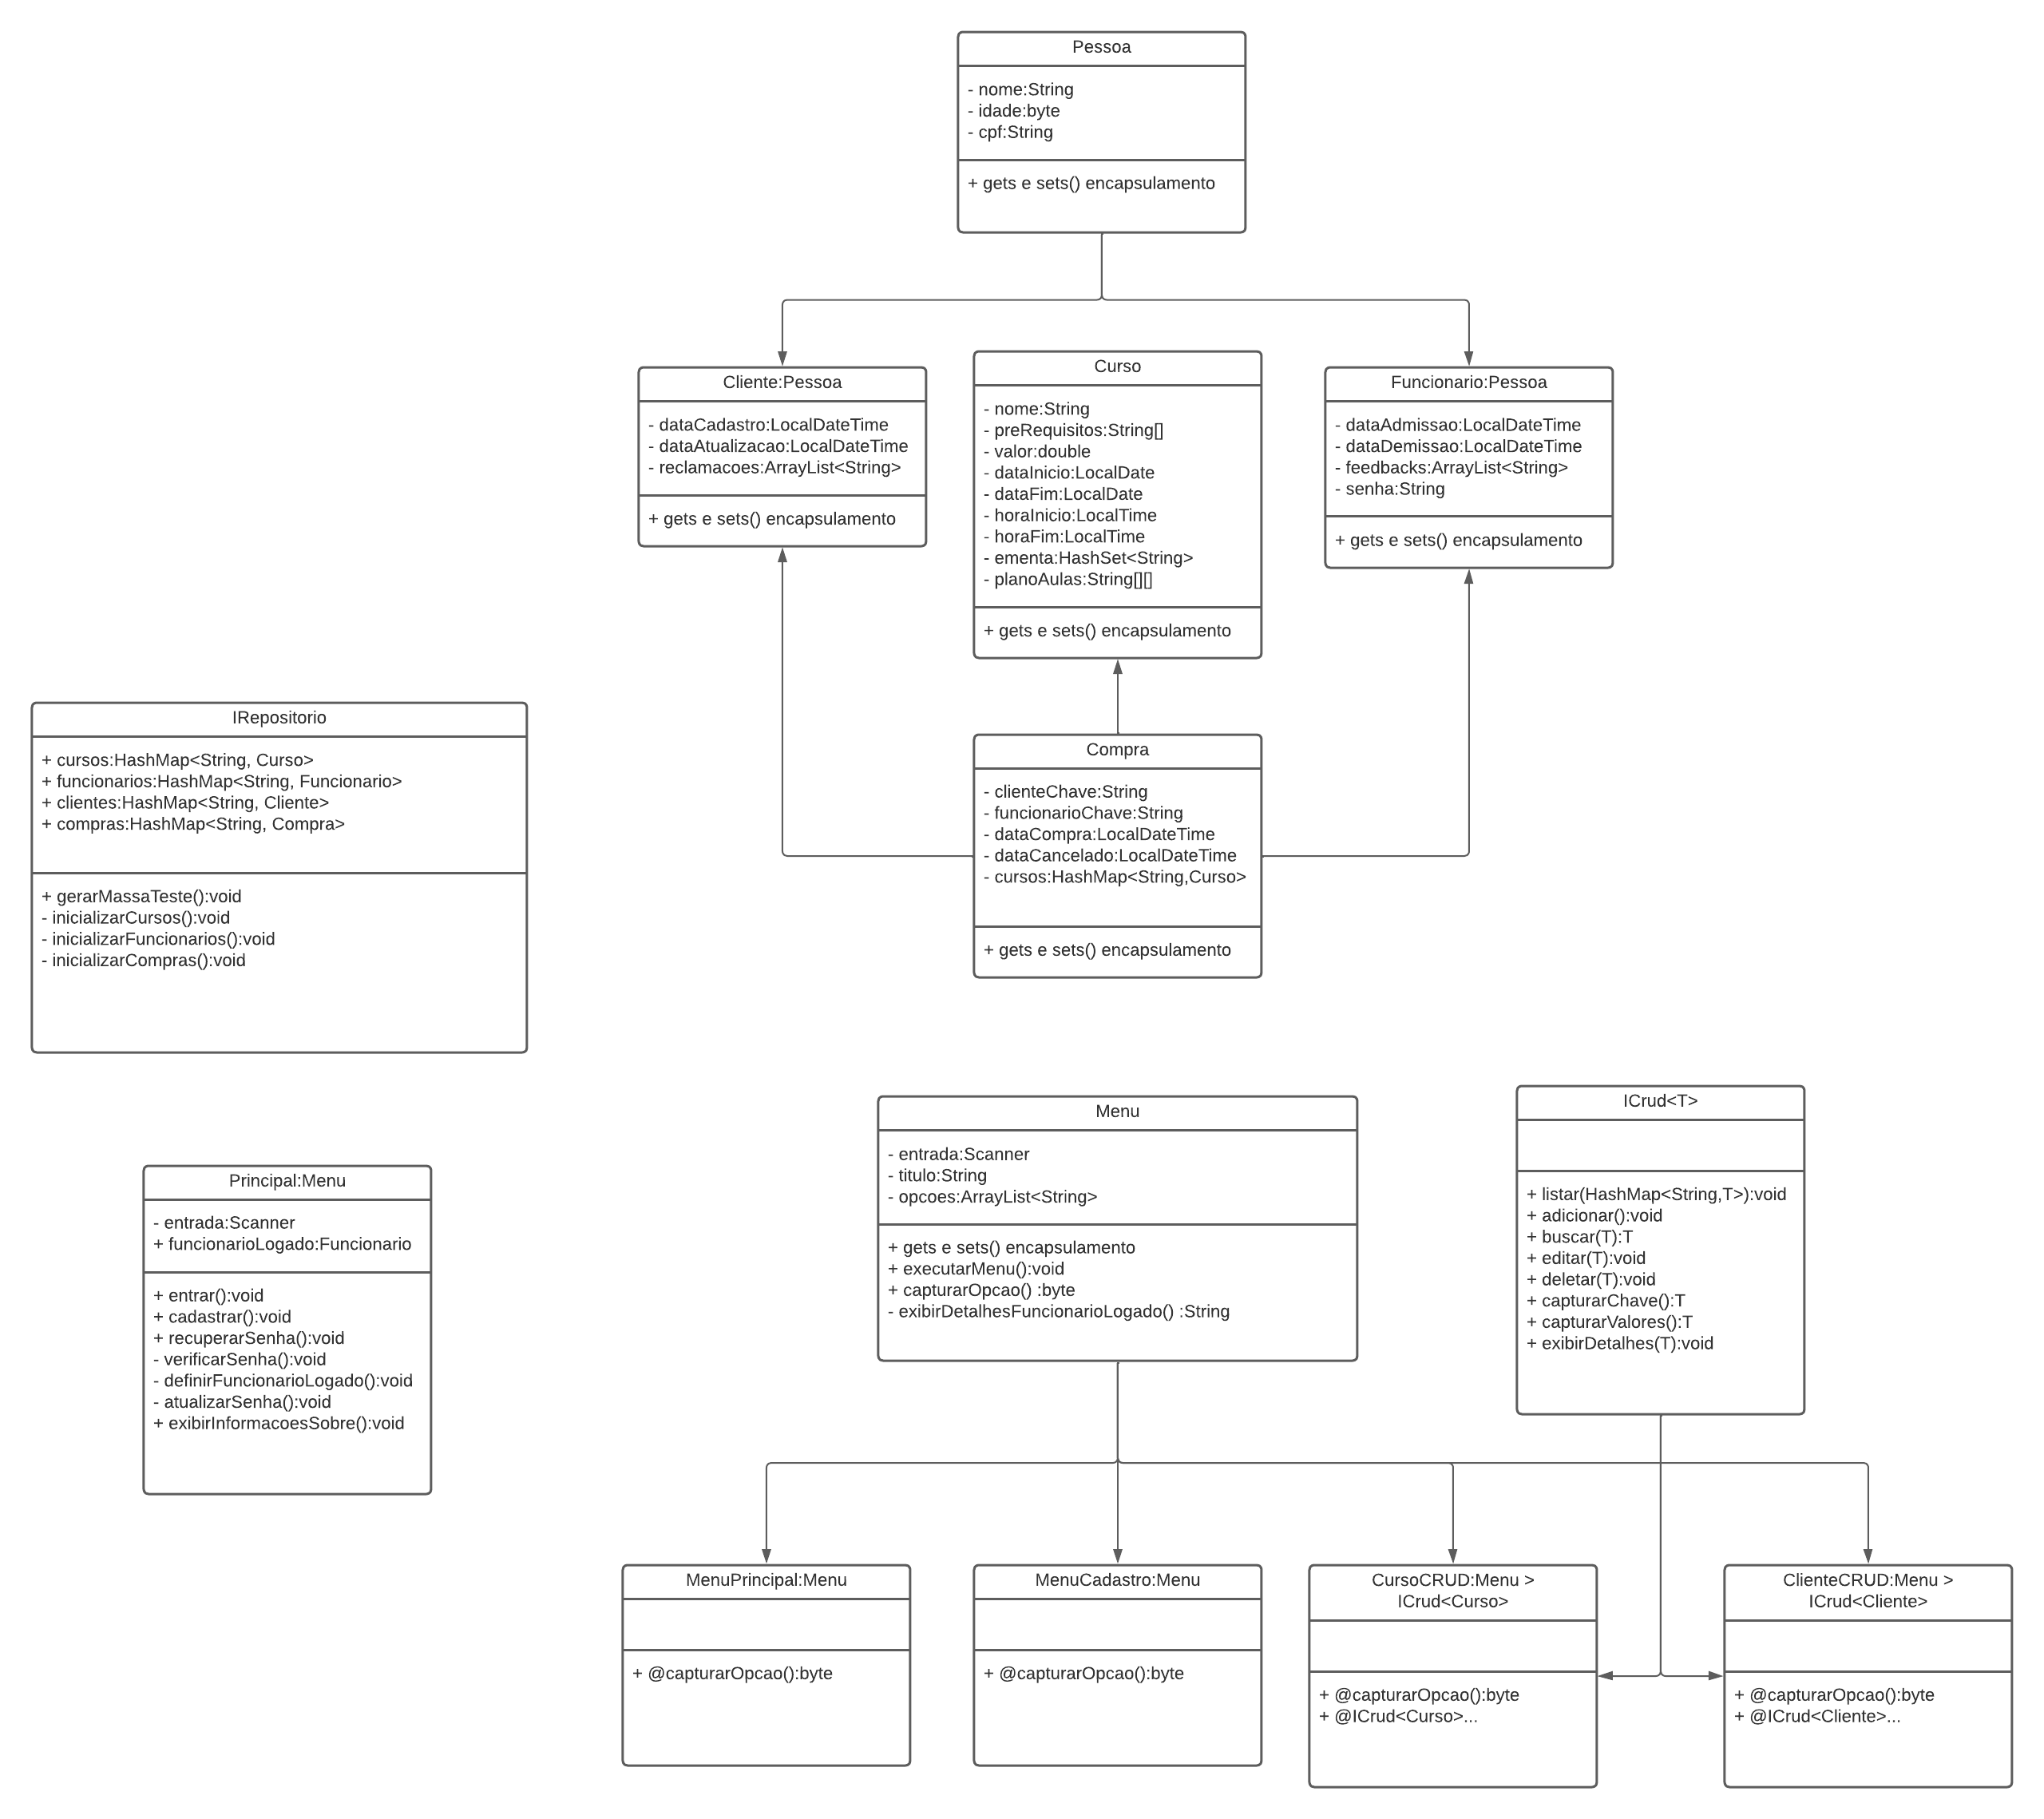 Pessoa
- nome:String
- idade:byte
- cpf:String
+ gets e sets() encapsulamento
Cliente:Pessoa
- dataCadastro:LocalDateTime
- dataAtualizacao:LocalDateTime
- reclamacoes:ArrayList<String>
+ gets e sets() encapsulamento
Curso
- nome:String
- preRequisitos:String[]
- valor:double
- dataInicio:LocalDate
- dataFim:LocalDate
- horaInicio:LocalTime
- horaFim:LocalTime
- ementa:HashSet<String>
- planoAulas:String[][]
+ gets e sets() encapsulamento
Funcionario:Pessoa
- dataAdmissao:LocalDateTime
- dataDemissao:LocalDateTime
- feedbacks:ArrayList<String>
- senha:String
+ gets e sets() encapsulamento
IRepositorio
+ cursos:HashMap<String, Curso>
+ funcionarios:HashMap<String, Funcionario>
+ clientes:HashMap<String, Cliente>
+ compras:HashMap<String, Compra>
+ gerarMassaTeste():void
- inicializarCursos():void
- inicializarFuncionarios():void
- inicializarCompras():void
Compra
- clienteChave:String
- funcionarioChave:String
- dataCompra:LocalDateTime
- dataCancelado:LocalDateTime
- cursos:HashMap<String,Curso>
+ gets e sets() encapsulamento
Principal:Menu
- entrada:Scanner
+ funcionarioLogado:Funcionario
+ entrar():void
+ cadastrar():void
+ recuperarSenha():void
- verificarSenha():void
- definirFuncionarioLogado():void
- atualizarSenha():void
+ exibirInformacoesSobre():void
Menu
- entrada:Scanner
- titulo:String
- opcoes:ArrayList<String>
+ gets e sets() encapsulamento
+ executarMenu():void
+ capturarOpcao() :byte
- exibirDetalhesFuncionarioLogado() :String
ICrud<T>
+ listar(HashMap<String,T>):void
+ adicionar():void
+ buscar(T):T
+ editar(T):void
+ deletar(T):void
+ capturarChave():T
+ capturarValores():T
+ exibirDetalhes(T):void
MenuPrincipal:Menu
+ @capturarOpcao():byte
MenuCadastro:Menu
+ @capturarOpcao():byte
CursoCRUD:Menu >
ICrud<Curso>
+ @capturarOpcao():byte
+ @ICrud<Curso>...
ClienteCRUD:Menu >
ICrud<Cliente>
+ @capturarOpcao():byte
+ @ICrud<Cliente>...